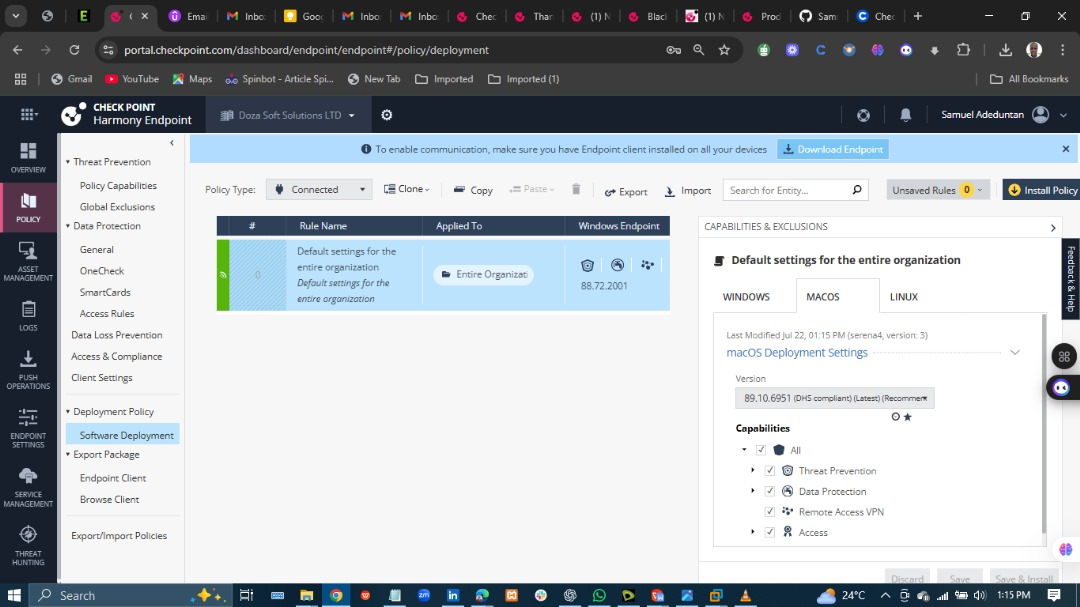 Emai
Inbo
Goo
Inbo
Inbo
Chec
Than
(1) N
Blac
(1) N
Prod
Sam
Chec
portal.checkpoint.com/dashboard/endpoint/endpoint#/policy/deployment
Gmail
YouTube
Maps
Spinbot - Article Spi...
New Tab
Imported
Imported (1)
All Bookmarks
CHECK POINT
Harmony Endpoint
Doza Soft Solutions LTD
Samuel Adeduntan
To enable communication, make sure you have Endpoint client installed on all your devices
Download Endpoint
OVERVIEW
POLICY
ASSET
MANAGEMENT
LOGS
PUSH
OPERATIONS
ENDPOINT
SETTINGS
SERVICE
MANAGEMENT
THREAT
HUNTING
Threat Prevention
Policy Capabilities
Global Exclusions
Data Protection
General
OneCheck
SmartCards
Access Rules
Data Loss Prevention
Access & Compliance
Client Settings
Deployment Policy
Software Deployment
Export Package
Endpoint Client
Browse Client
Export/Import Policies
Policy Type:
Connected
Clone
Copy
Paste
Export
Import
Search for Entity...
Unsaved Rules 0
Install Policy
# Rule Name Applied To Windows Endpoint
0
Default settings for the
entire organization
Default settings for the
entire organization
Entire Organizati
88.72.2001
CAPABILITIES & EXCLUSIONS
Default settings for the entire organization
WINDOWS MACOS LINUX
Last Modified Jul 22, 01:15 PM (serena4, version: 3)
macOS Deployment Settings
Version
89.10.6951 (DHS compliant) (Latest) (Recommen
Capabilities
All
Threat Prevention
Data Protection
Remote Access VPN
Access
Discard
Save
Save & Install
Feedback & Help
Search
24°C
1:15 PM